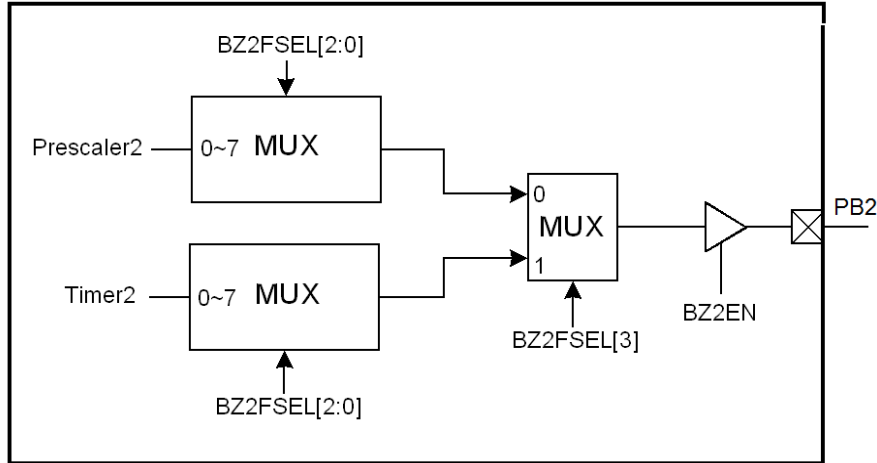 BZ2FSEL[2:0]
Prescaler2
0~7 MUX
0
PB2
MUX
1
Timer2
0~7 MUX
BZ2EN
BZ2FSEL[3]
BZ2FSEL[2:0]